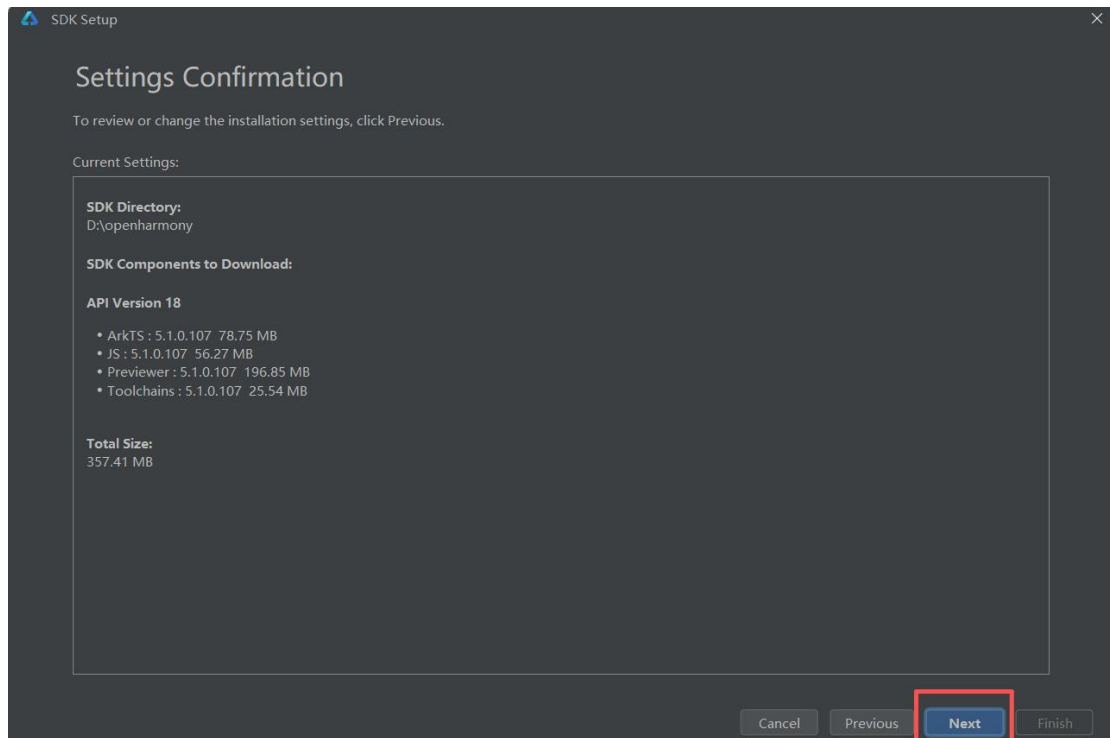 SDK Setup
Settings Confirmation
To review or change the installation settings, click Previous.
Current Settings:
SDK Directory:
D:\openharmony
SDK Components to Download:
API Version 18
• ArkTS : 5.1.0.107 78.75 MB
• JS : 5.1.0.107 56.27 MB
• Previewer : 5.1.0.107 196.85 MB
• Toolchains : 5.1.0.107 25.54 MB
Total Size:
357.41 MB
Cancel Previous Next Finish